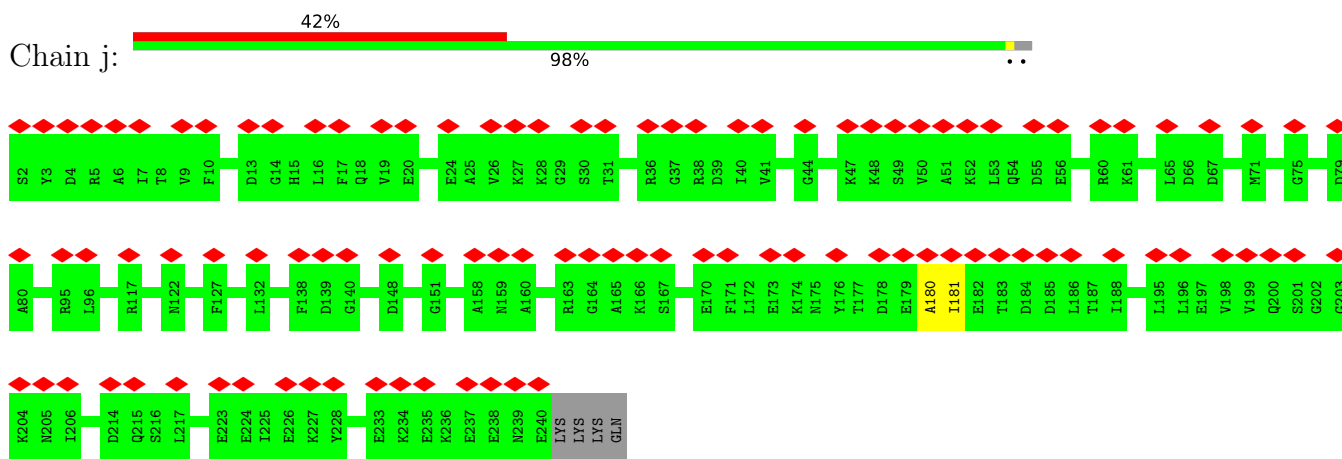 42%
Chain j:
98%
• •
S2 Y3 D4 R5 A6 I7 T8 V9 F10 D13 G14 H15 L16 F17 Q18 V19 E20 E24 A25 V26 K27 K28 G29 S30 T31 R36 G37 R38 D39 I40 V41 G44 K47 K48 S49 V50 A51 K52 L53 Q54 D55 E56 R60 K61 L65 D66 D67 M71 G75 D79
A80 R95 L96 R117 N122 F127 L132 F138 D139 G140 D148 G151 A158 N159 A160 R163 G164 A165 K166 S167 E170 F171 L172 E173 K174 N175 Y176 T177 D178 E179 A180 I181 E182 T183 D184 D185 L186 T187 I188 L195 L196 E197 V198 V199 Q200 S201 G202 G203
K204 N205 I206 D214 Q215 S216 L217 E223 E224 I225 E226 K227 Y228 E233 K234 E235 K236 E237 E238 N239 E240 LYS LYS LYS GLN